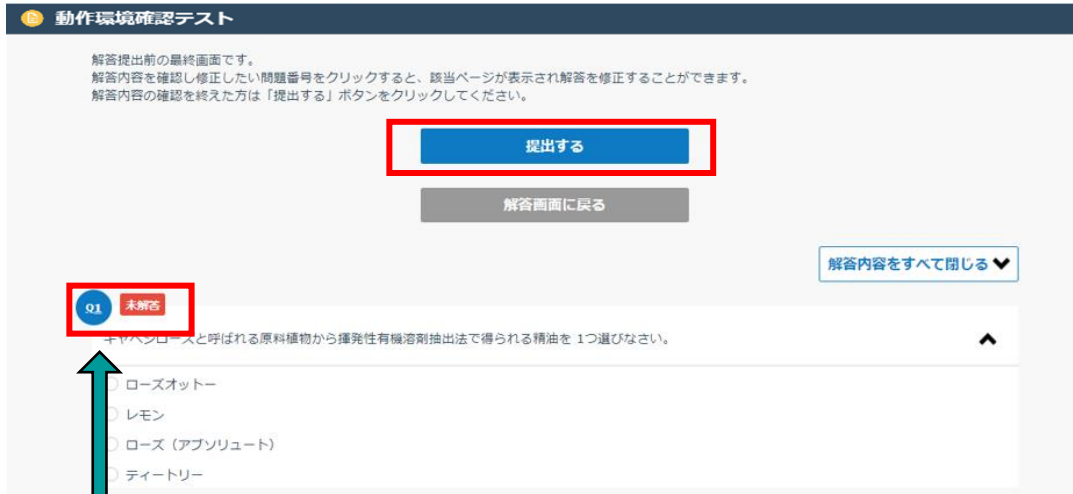 動作環境確認テスト
解答提出前の最終画面です。
解答内容を確認し修正したい問題番号をクリックすると、該当ページが表示され解答を修正することができます。
解答内容の確認を終えた方は「提出する」ボタンをクリックしてください。
提出する
解答画面に戻る
解答内容をすべて閉じる
Q1 未解答
キャベジローズと呼ばれる原料植物から揮発性有機溶剤抽出法で得られる精油を 1つ選びなさい。
ローズオットー
レモン
ローズ（アブソリュート）
ティートリー